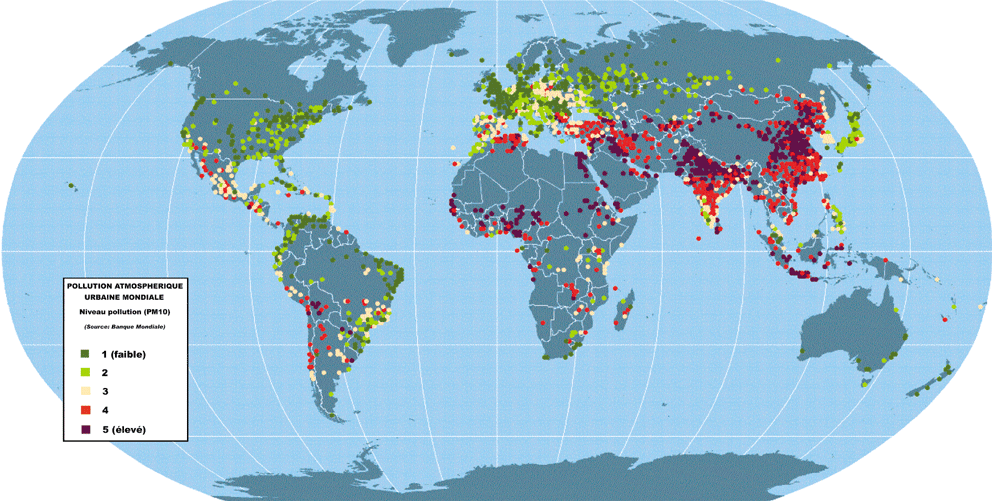 POLLUTION ATMOSPHERIQUE
URBAINE MONDIALE
Niveau pollution (PM10)
(Source: Banque Mondiale)
1 (faible)
2
3
4
5 (élevé)